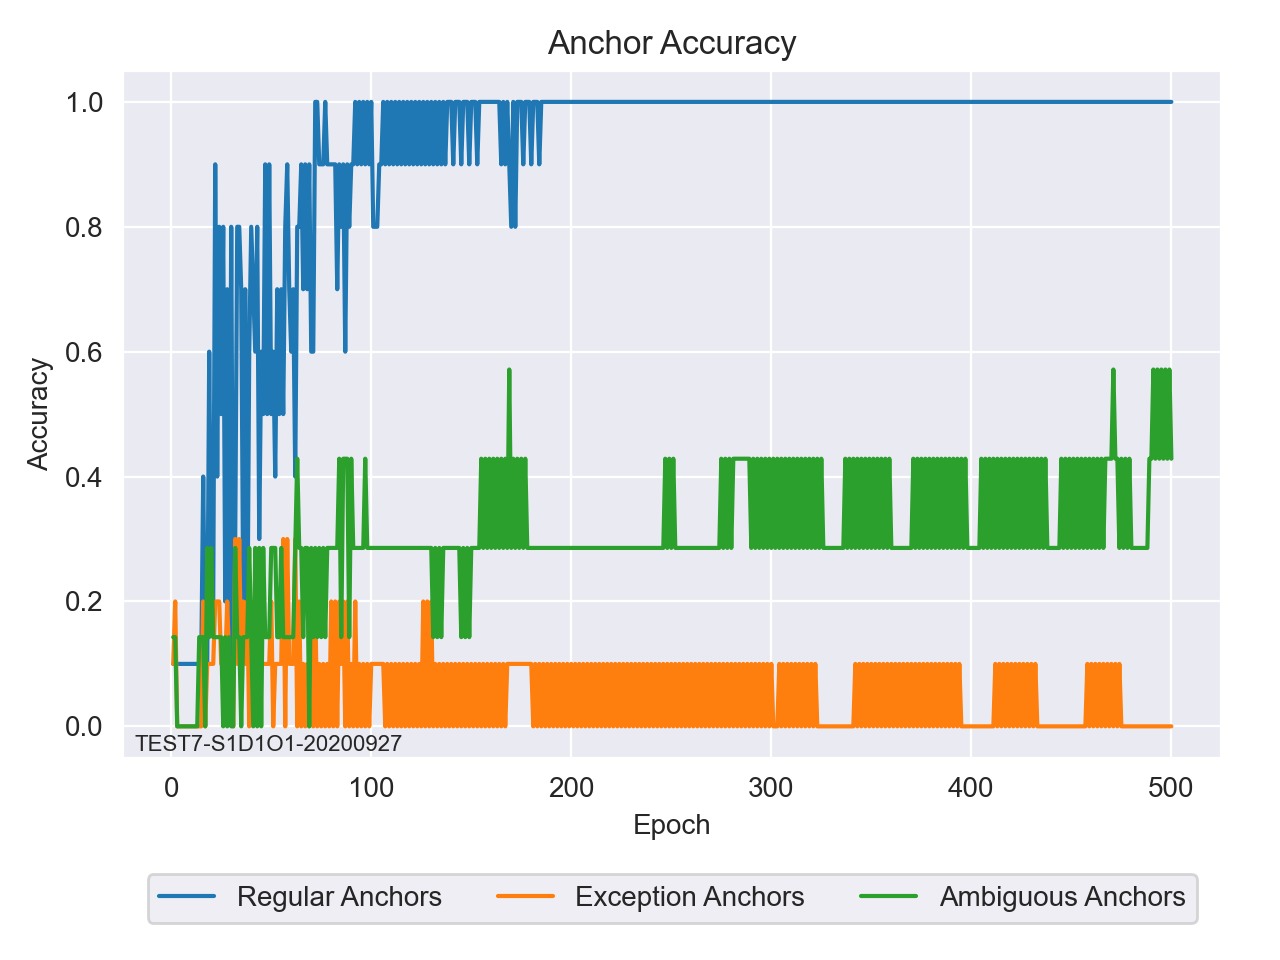 Anchor Accuracy
1.0
0.8
0.6
0.4
0.2
0.0
Accuracy
TEST7-S1D1O1-20200927
0 100 200 300 400 500
Epoch
Regular Anchors Exception Anchors Ambiguous Anchors